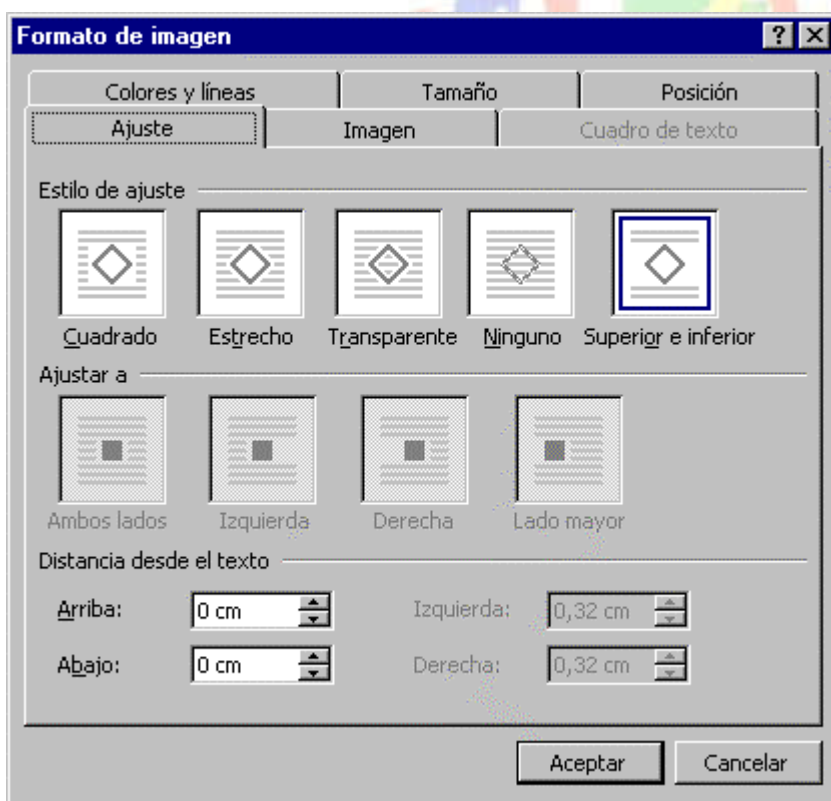 Formato de imagen
Colores y líneas Tamaño Posición
Ajuste Imagen Cuadro de texto
Estilo de ajuste
Cuadrado Estrecho Transparente Ninguno Superior e inferior
Ajustar a
Ambos lados Izquierda Derecha Lado mayor
Distancia desde el texto
Arriba: 0 cm Izquierda: 0,32 cm
Abajo: 0 cm Derecha: 0,32 cm
Aceptar Cancelar